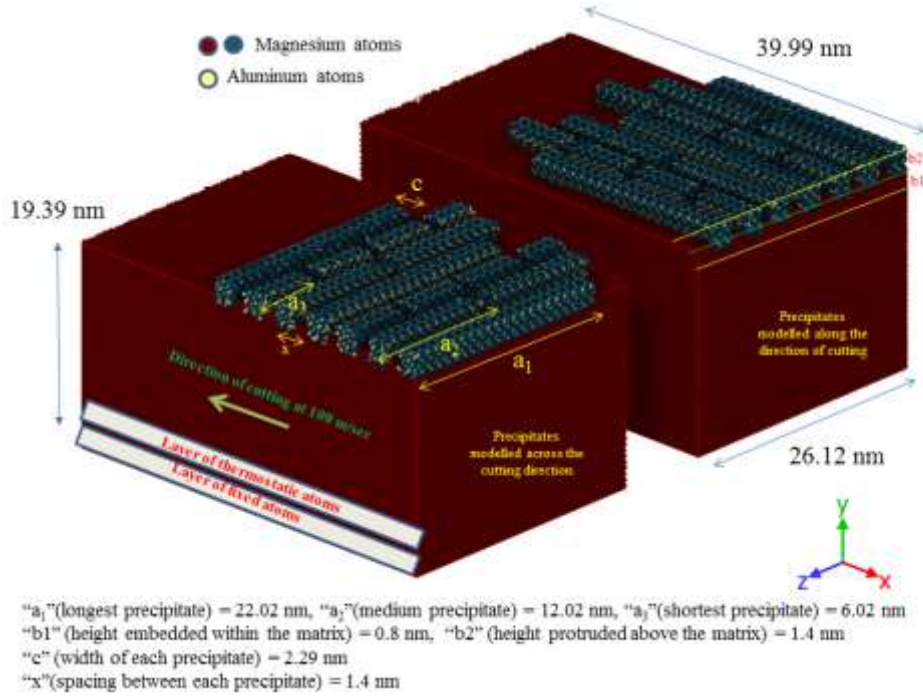 Magnesium atoms
Aluminum atoms
39.99 nm
b2
b1
19.39 nm
c
a3
x
a2
a1
Direction of cutting at 100 m/sec
Precipitates
modelled along the
direction of cutting
Precipitates
modelled across the
cutting direction
Layer of thermostatic atoms
Layer of fixed atoms
26.12 nm
y
z
x
“a1”(longest precipitate) = 22.02 nm, “a2”(medium precipitate) = 12.02 nm, “a3”(shortest precipitate) = 6.02 nm
“b1” (height embedded within the matrix) = 0.8 nm, “b2” (height protruded above the matrix) = 1.4 nm
“c” (width of each precipitate) = 2.29 nm
“x”(spacing between each precipitate) = 1.4 nm